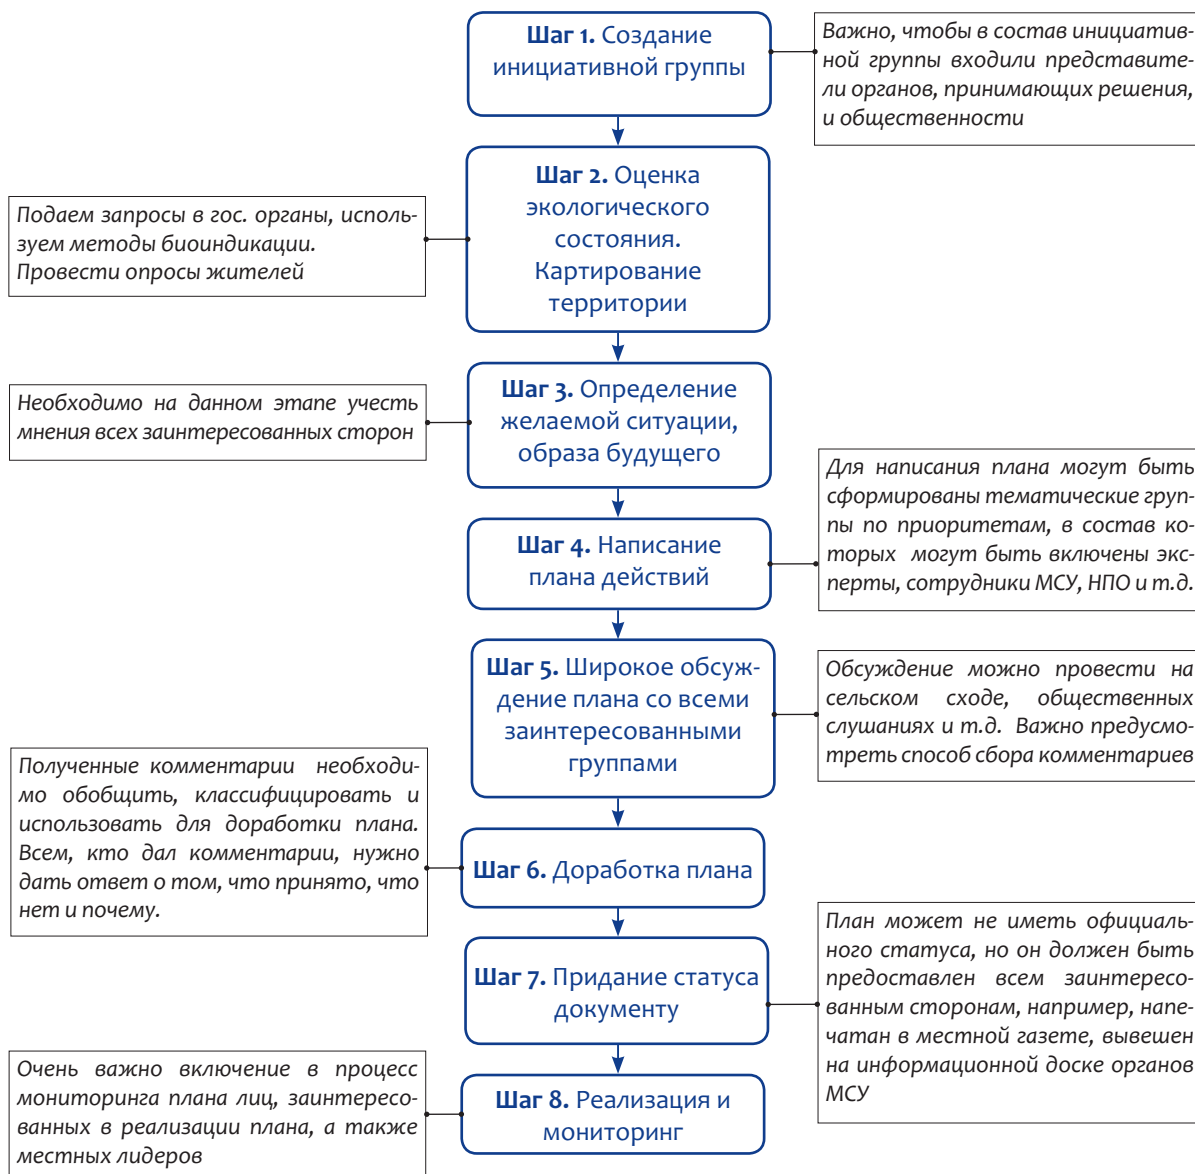 Шаг 1. Создание
инициативной группы
Важно, чтобы в состав инициатив-
ной группы входили представите-
ли органов, принимающих решения,
и общественности
Шаг 2. Оценка
экологического
состояния.
Картирование
территории
Подаем запросы в гос. органы, исполь-
зуем методы биоиндикации.
Провести опросы жителей
Шаг 3. Определение
желаемой ситуации,
образа будущего
Необходимо на данном этапе учесть
мнения всех заинтересованных сторон
Шаг 4. Написание
плана действий
Для написания плана могут быть
сформированы тематические груп-
пы по приоритетам, в состав ко-
торых могут быть включены экс-
перты, сотрудники МСУ, НПО и т.д.
Шаг 5. Широкое обсуж-
дение плана со всеми
заинтересованными
группами
Обсуждение можно провести на
сельском сходе, общественных
слушаниях и т.д. Важно предусмо-
треть способ сбора комментариев
Полученные комментарии необходи-
мо обобщить, классифицировать и
использовать для доработки плана.
Всем, кто дал комментарии, нужно
дать ответ о том, что принято, что
нет и почему.
Шаг 6. Доработка плана
Шаг 7. Придание статуса
документу
План может не иметь официаль-
ного статуса, но он должен быть
предоставлен всем заинтересо-
ванным сторонам, например, напе-
чатан в местной газете, вывешен
на информационной доске органов
МСУ
Очень важно включение в процесс
мониторинга плана лиц, заинтересо-
ванных в реализации плана, а также
местных лидеров
Шаг 8. Реализация и
мониторинг